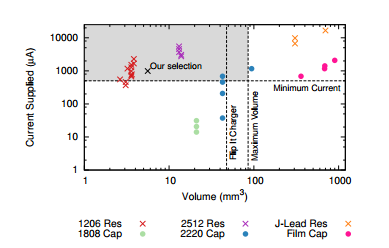 10000
1000
100
10
1
Current Supplied (μA)
Our selection
Minimum Current
Flip It Charger
Maximum Volume
1 10 100 1000
Volume (mm³)
1206 Res 2512 Res J-Lead Res
1808 Cap 2220 Cap Film Cap